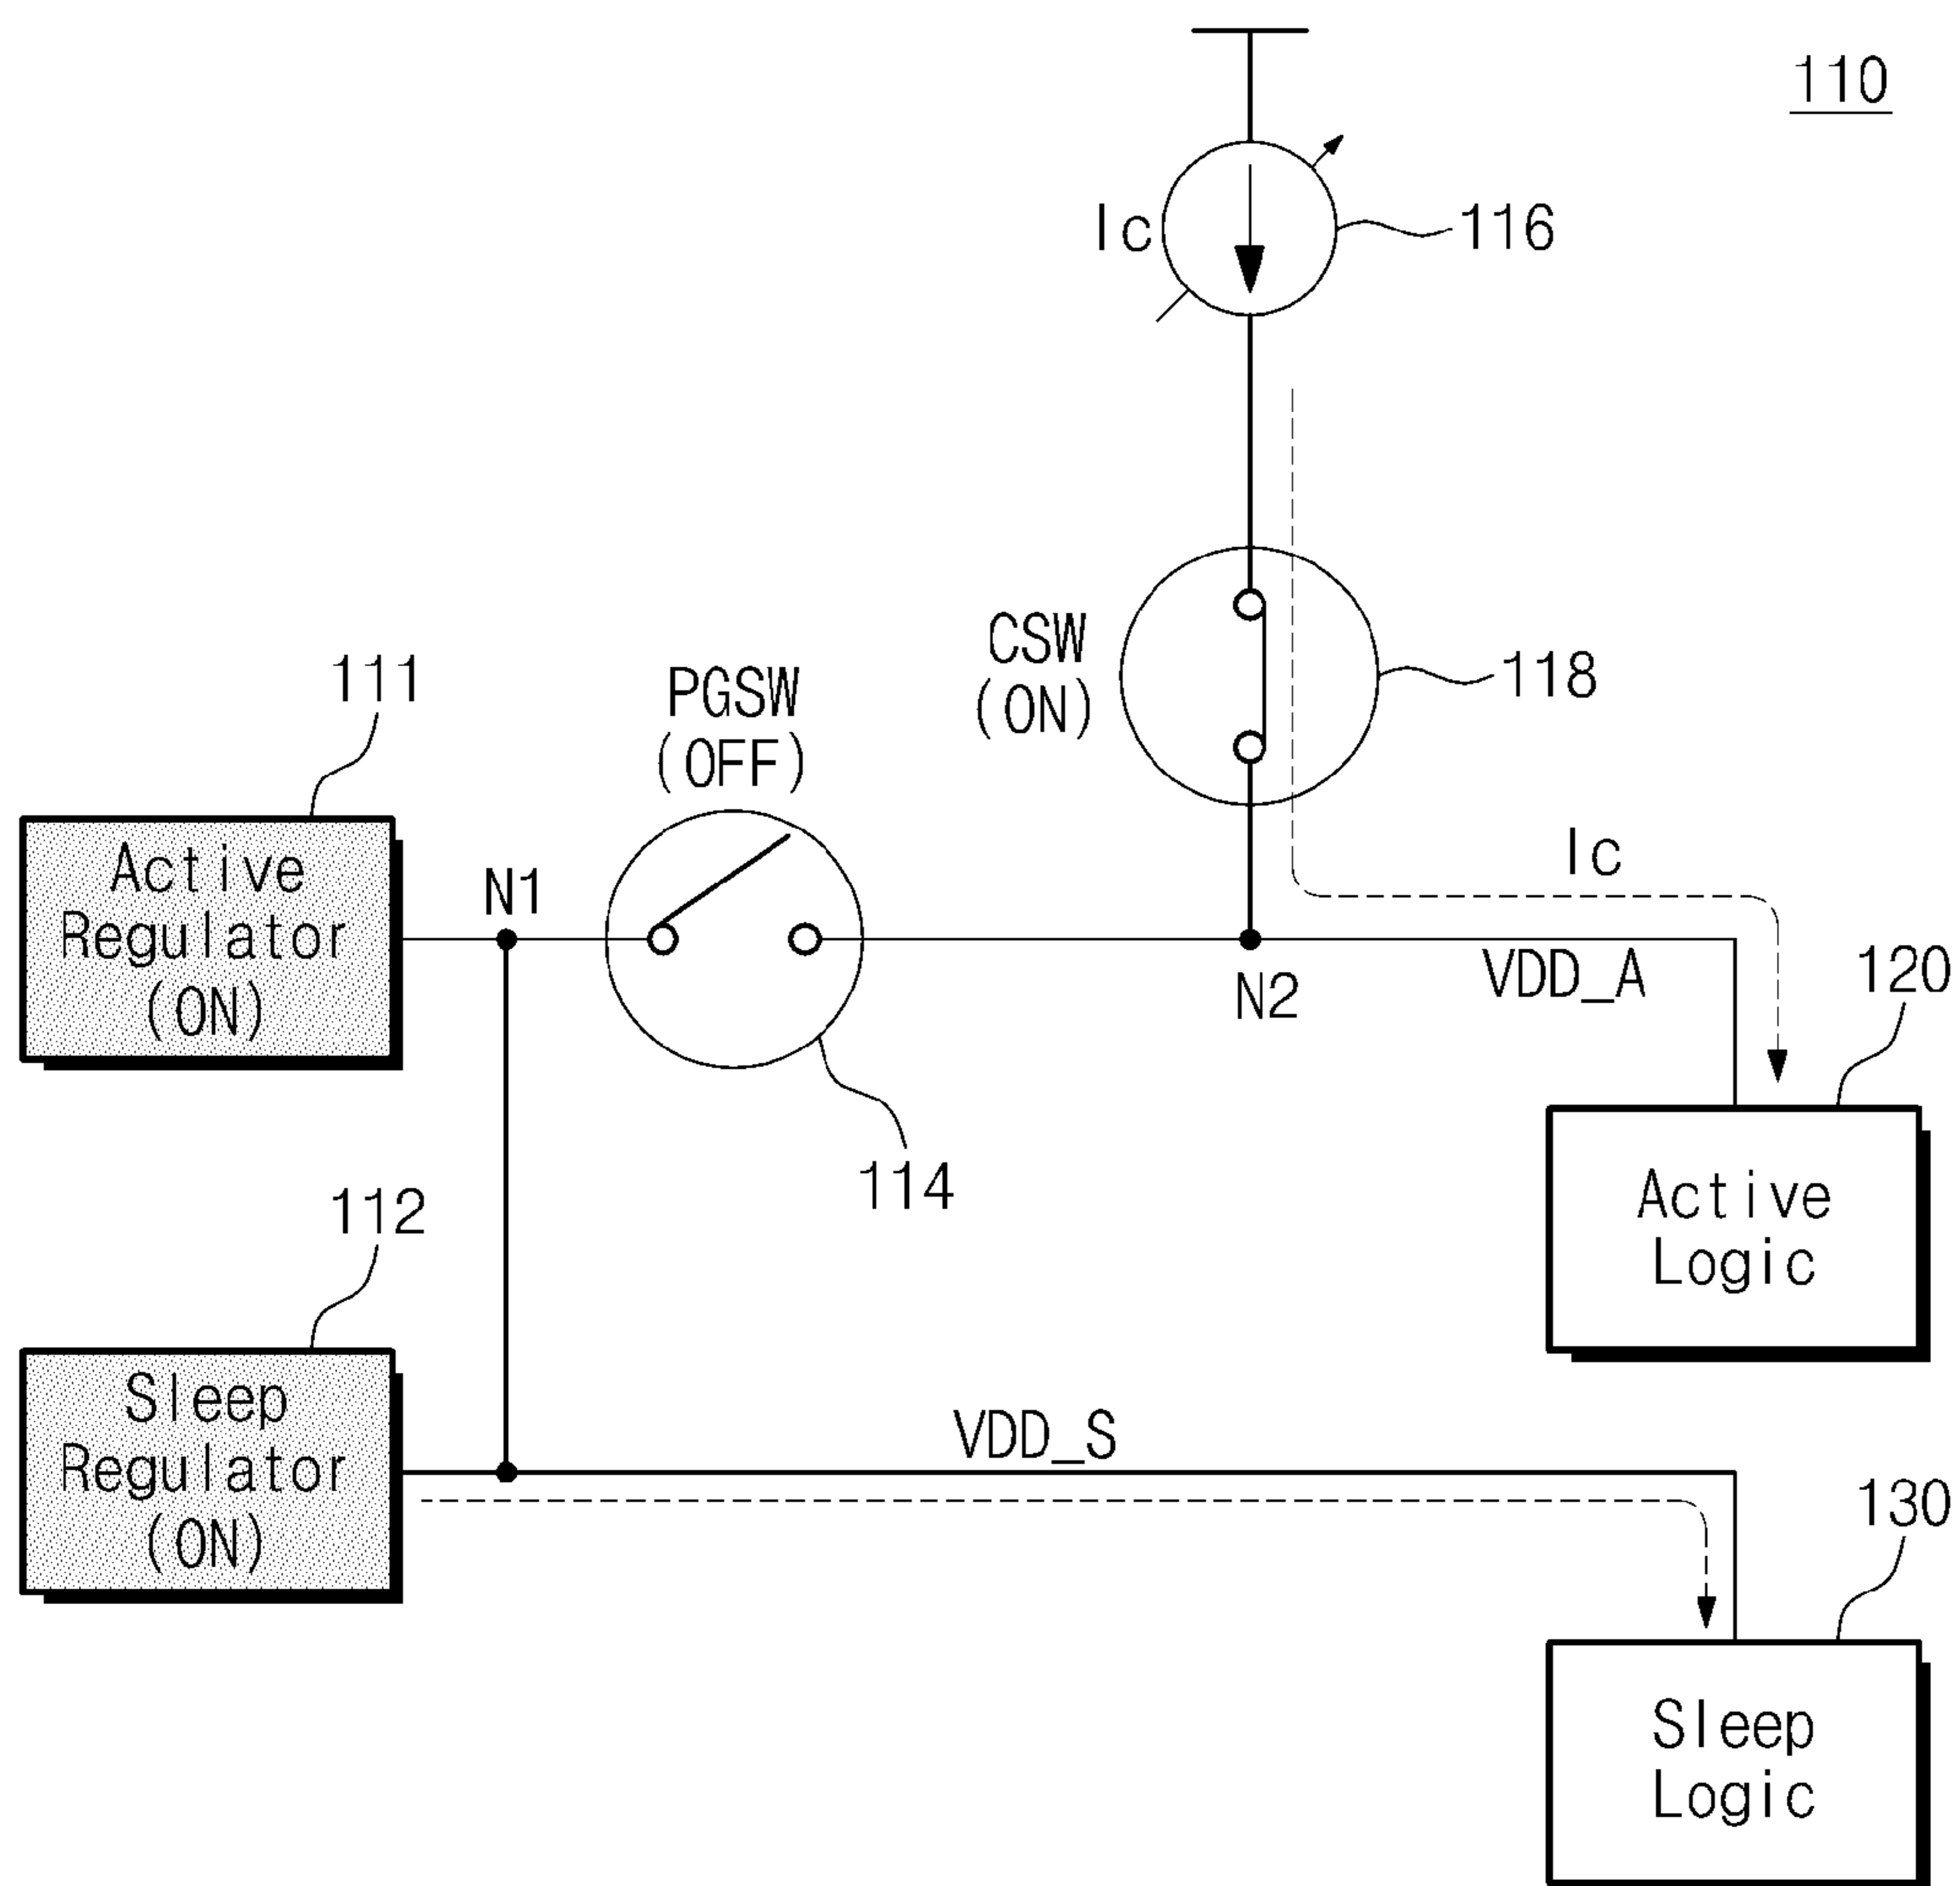 110
Ic
116
CSW
(ON)
118
111
PGSW
(OFF)
Active
Regulator
(ON)
N1
Ic
N2
VDD_A
120
114
Active
Logic
112
Sleep
Regulator
(ON)
VDD_S
130
Sleep
Logic